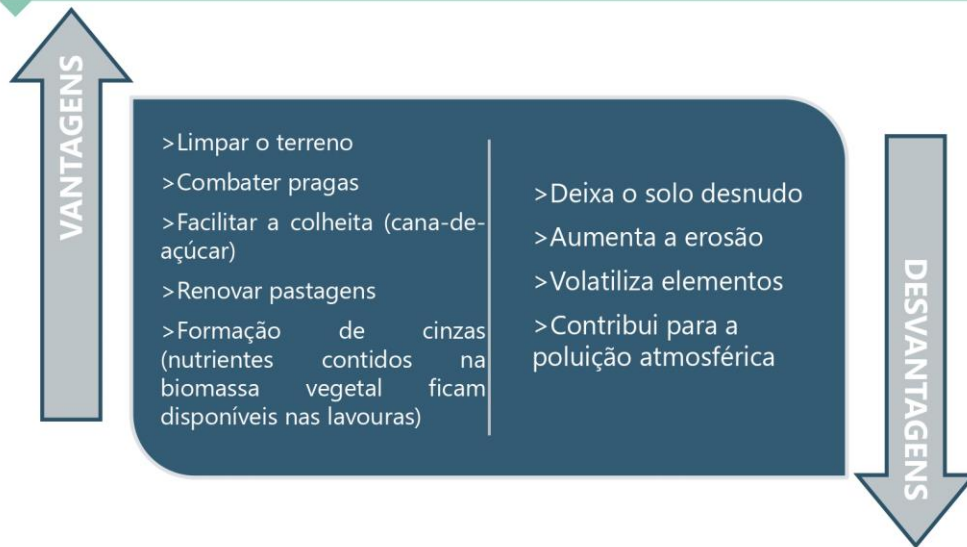 VANTAGENS
>Limpar o terreno
>Combater pragas
>Facilitar a colheita (cana-de-
açúcar)
>Renovar pastagens
>Formação de cinzas
(nutrientes contidos na
biomassa vegetal ficam
disponíveis nas lavouras)
>Deixa o solo desnudo
>Aumenta a erosão
>Volatiliza elementos
>Contribui para a
poluição atmosférica
DESVANTAGENS